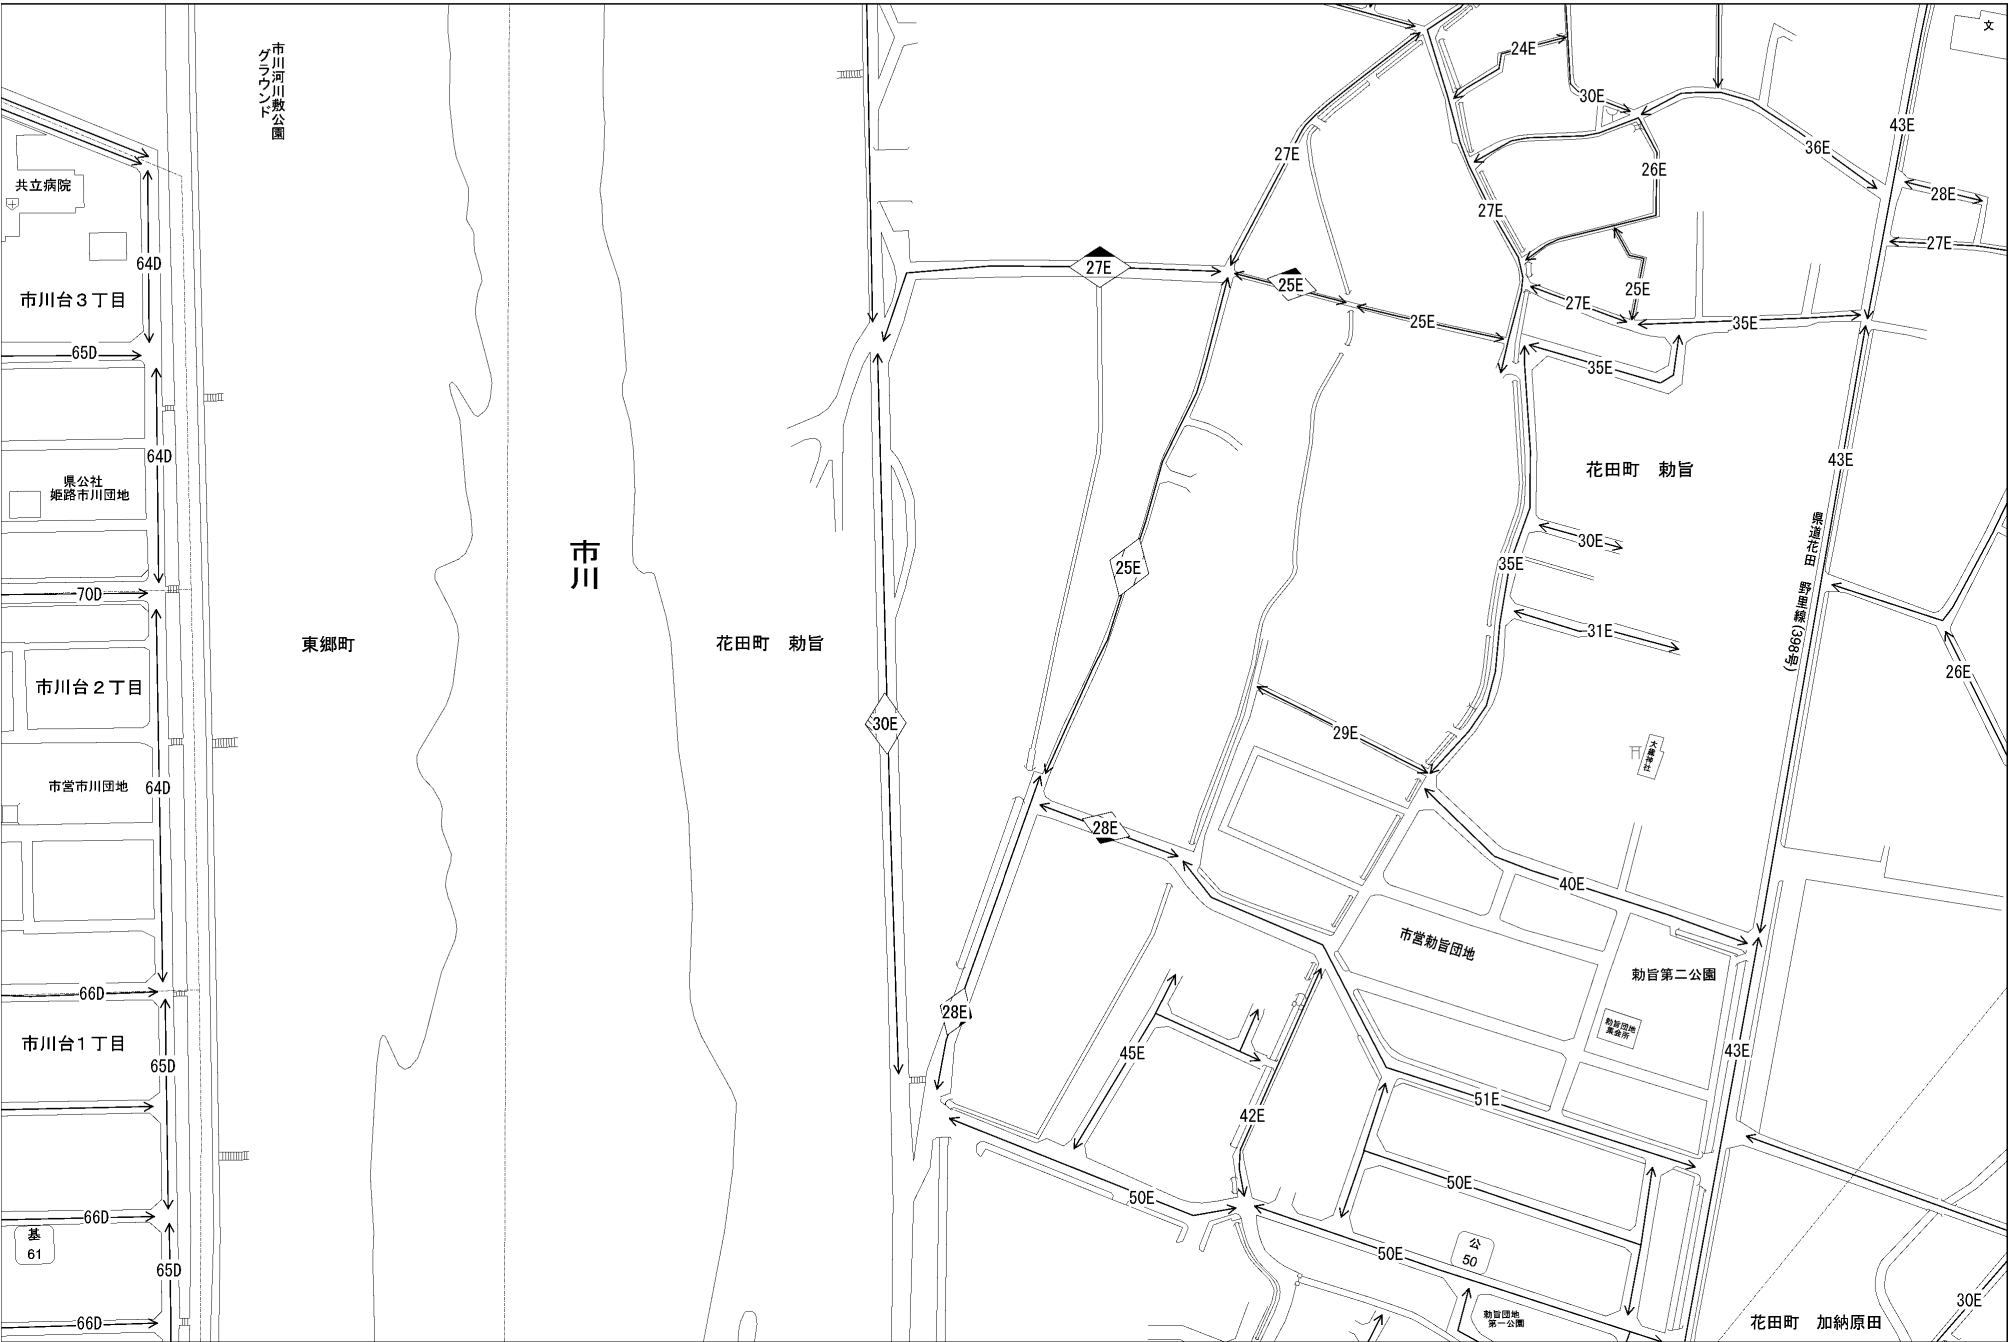 文
市川河川敷公園
グラウンド
24E
30E
43E
36E
27E
26E
28E
27E
27E
共立病院
64D
27E
25E
25E
27E
25E
35E
35E
市川台3丁目
65D
64D
県公社
姫路市川団地
花田町 勅旨
43E
県道花田 野里線(398号)
市川
25E
30E
35E
70D
東郷町
花田町 勅旨
31E
26E
市川台2丁目
30E
29E
大歳神社
市営市川団地
64D
28E
40E
市営勅旨団地
勅旨第二公園
66D
28E
勅旨団地
集会所
市川台1丁目
65D
45E
43E
51E
42E
50E
50E
66D
基
61
50E
公
50
65D
66D
勅旨団地
第一公園
30E
花田町 加納原田